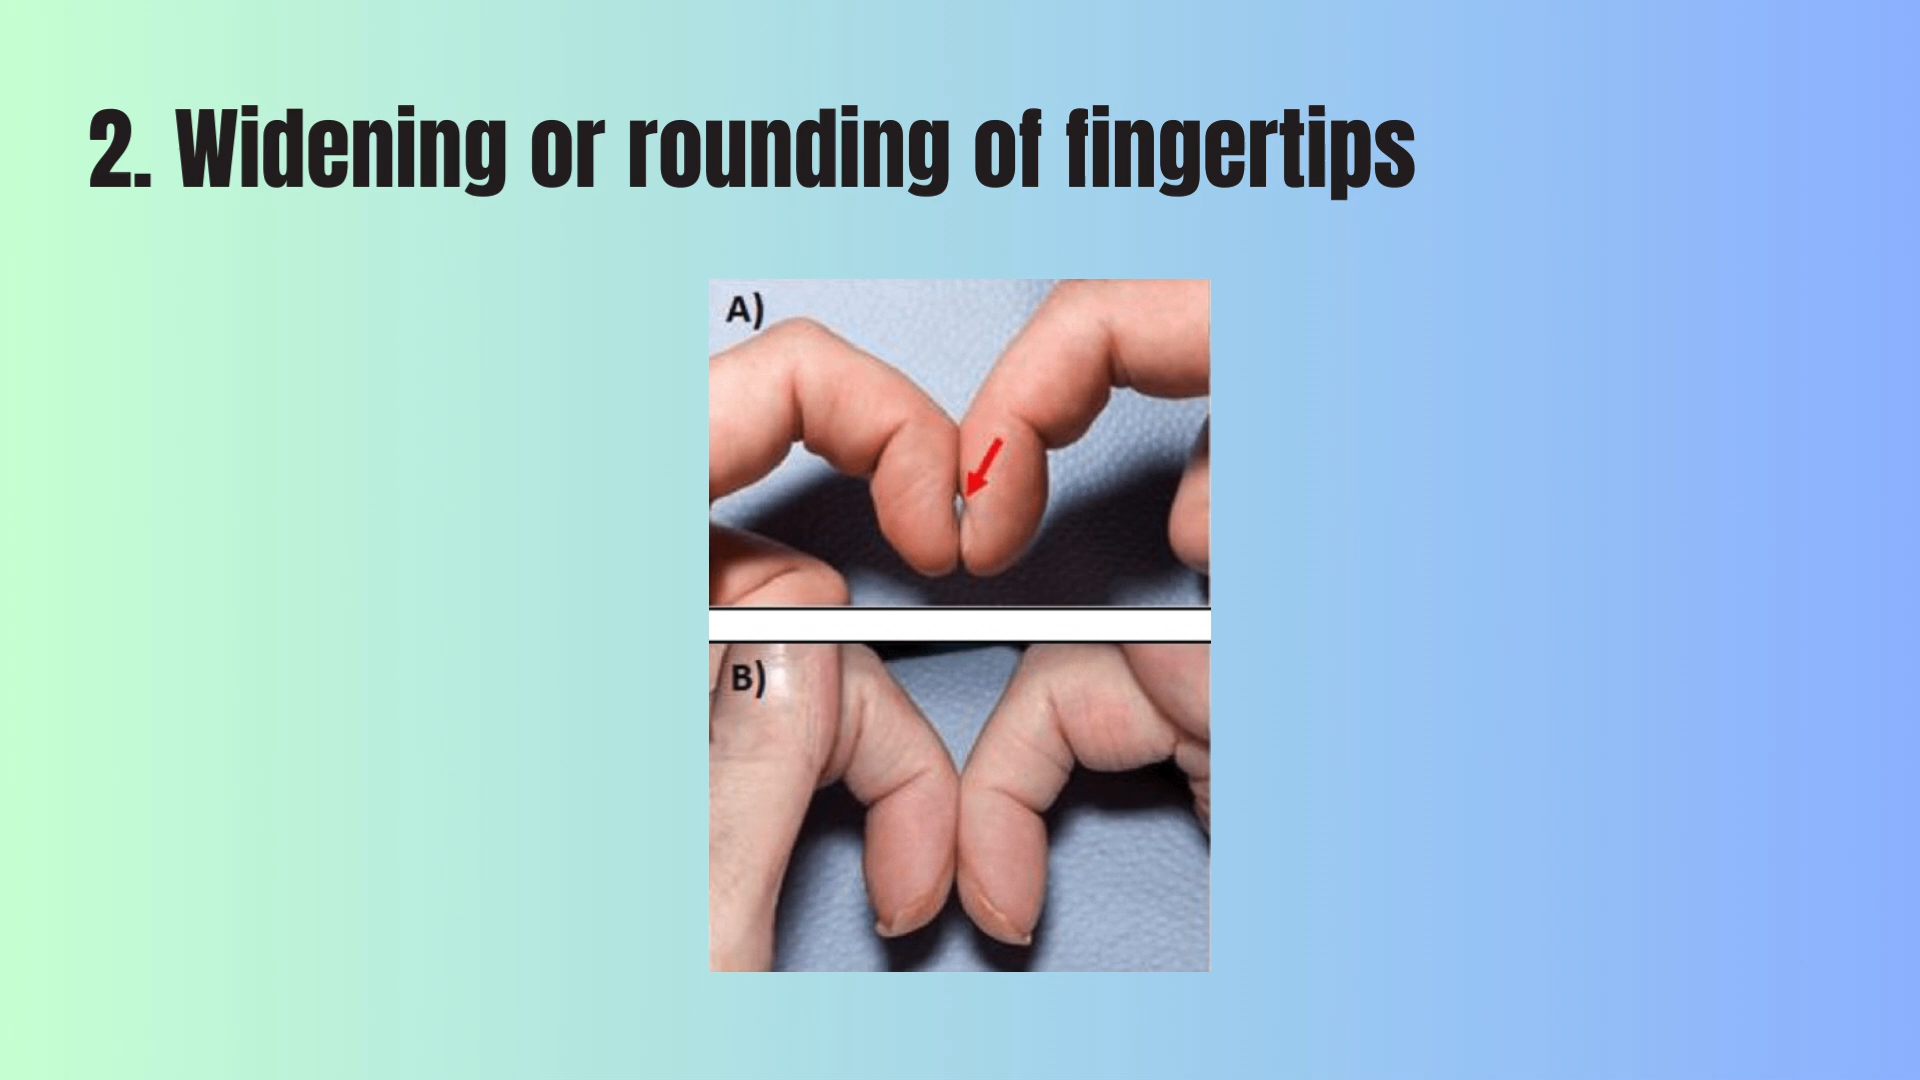 2. Widening or rounding of fingertips
A)
B)